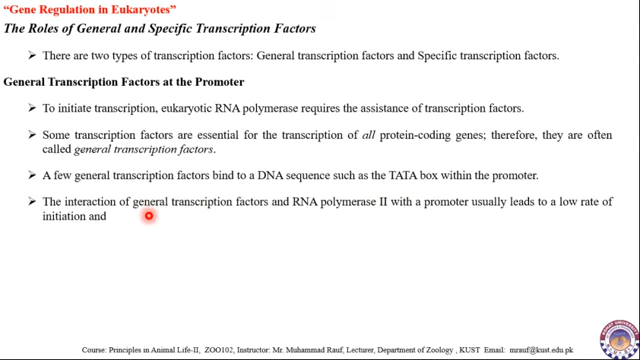 “Gene Regulation in Eukaryotes”
The Roles of General and Specific Transcription Factors
➢ There are two types of transcription factors: General transcription factors and Specific transcription factors.
General Transcription Factors at the Promoter
➢ To initiate transcription, eukaryotic RNA polymerase requires the assistance of transcription factors.
➢ Some transcription factors are essential for the transcription of all protein-coding genes; therefore, they are often
called general transcription factors.
➢ A few general transcription factors bind to a DNA sequence such as the TATA box within the promoter.
➢ The interaction of general transcription factors and RNA polymerase II with a promoter usually leads to a low rate of
initiation and
Course: Principles in Animal Life-II, ZOO102, Instructor: Mr. Muhammad Rauf, Lecturer, Department of Zoology , KUST Email: mrauf@kust.edu.pk